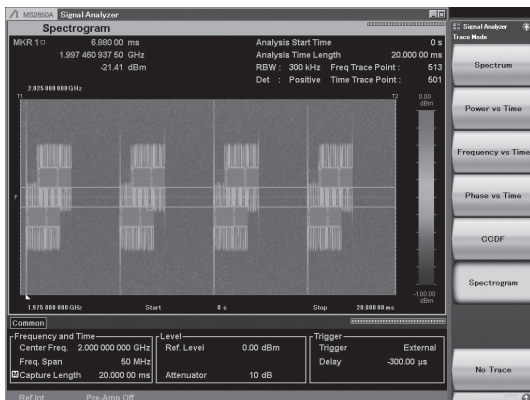 MS2850A Signal Analyzer
Spectrogram
MKR 1 6.880 00 ms
1.997 460 937 50 GHz
-21.41 dBm
Analysis Start Time 0 s
Analysis Time Length 20.000 00 ms
RBW : 300 kHz Freq Trace Point : 513
Det : Positive Time Trace Point : 501
2.025 000 000 GHz
T1 T2
0.00
dBm
F
-100.00
dBm
1.975 000 000 GHz Start 0 s Stop 20.000 00 ms
Common
Frequency and Time
Center Freq. 2.000 000 000 GHz
Freq. Span 50 MHz
M Capture Length 20.000 00 ms
Level
Ref. Level 0.00 dBm
Attenuator 10 dB
Trigger
Trigger External
Delay -300.00 µs
Ref.Int Pre-Amp Off
Signal Analyzer
Trace Mode
Spectrum
Power vs Time
Frequency vs Time
Phase vs Time
CCDF
Spectrogram
No Trace